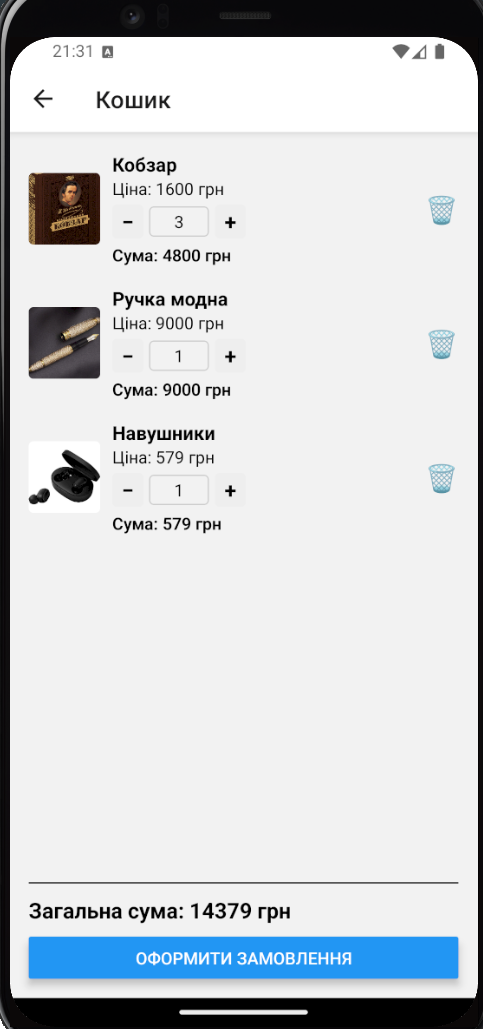 21:31 A
Кошик
КОБЗАР
Кобзар
Ціна: 1600 грн
− 3 +
Сума: 4800 грн
Ручка модна
Ціна: 9000 грн
− 1 +
Сума: 9000 грн
Навушники
Ціна: 579 грн
− 1 +
Сума: 579 грн
Загальна сума: 14379 грн
ОФОРМИТИ ЗАМОВЛЕННЯ